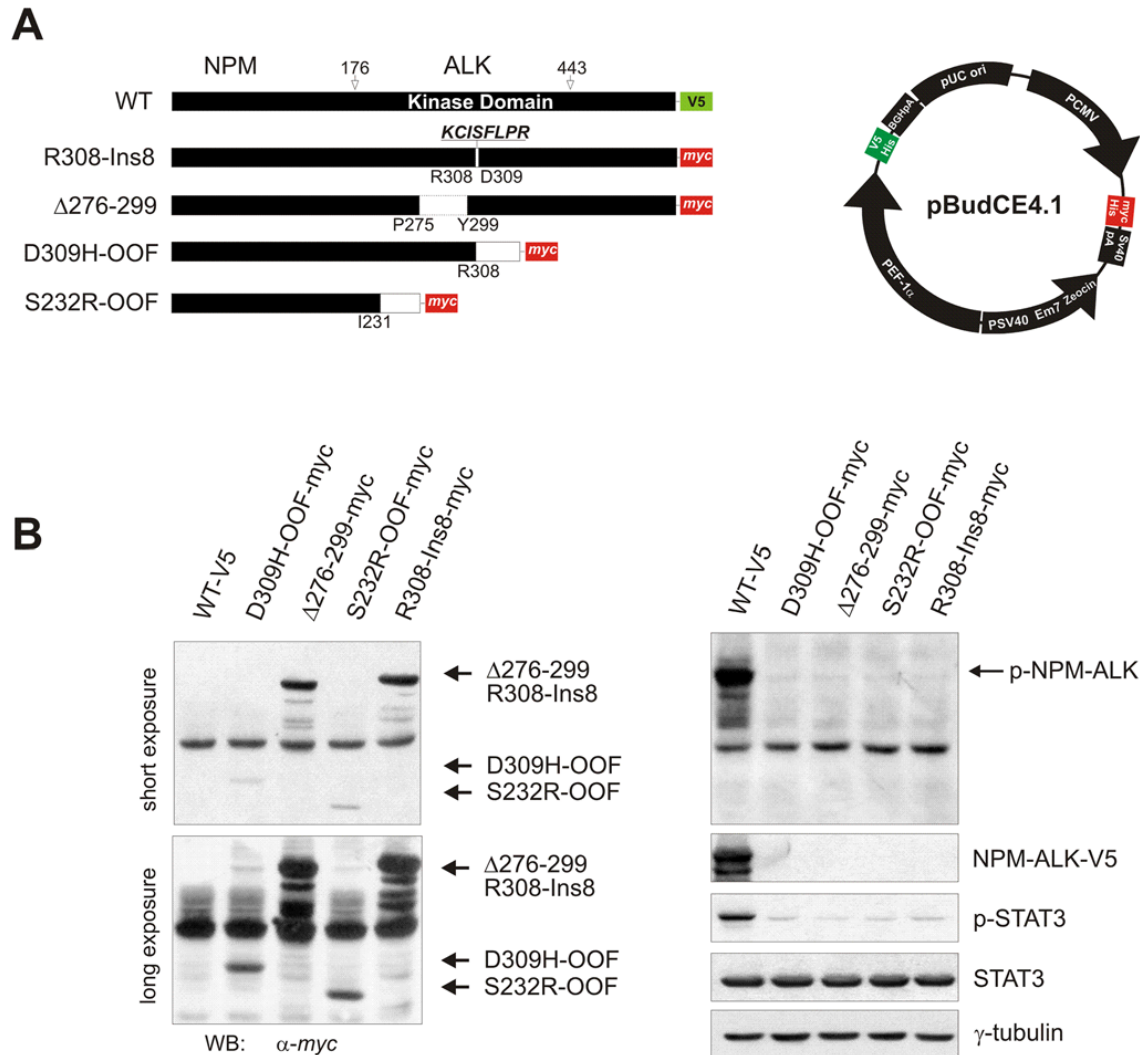 A
NPM 176 ALK 443
WT Kinase Domain V5
KCISFLPR
R308-Ins8 myc
R308 D309
Δ276-299 myc
P275 Y299
D309H-OOF myc
R308
S232R-OOF myc
I231
pUC ori
PCMV
myc His
Sv40 pA
PSV40 Em7 Zeocin
PEF-1α
V5 His
BGHpA
pBudCE4.1
B
WT-V5
D309H-OOF-myc
Δ276-299-myc
S232R-OOF-myc
R308-Ins8-myc
short exposure
Δ276-299
R308-Ins8
D309H-OOF
S232R-OOF
long exposure
Δ276-299
R308-Ins8
D309H-OOF
S232R-OOF
WB: α-myc
WT-V5
D309H-OOF-myc
Δ276-299-myc
S232R-OOF-myc
R308-Ins8-myc
p-NPM-ALK
NPM-ALK-V5
p-STAT3
STAT3
γ-tubulin